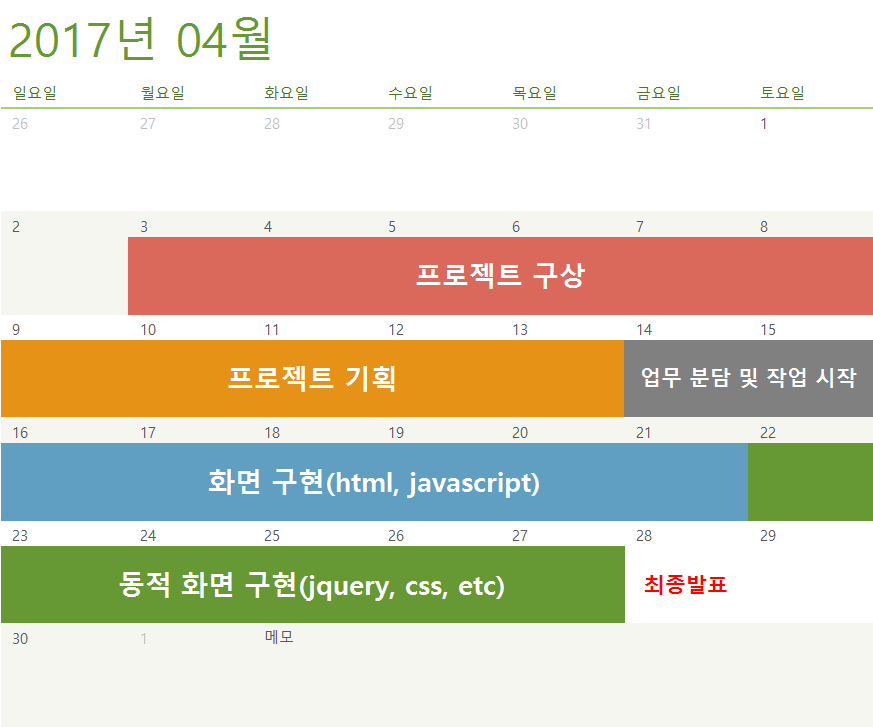 2017년 04월
일요일 월요일 화요일 수요일 목요일 금요일 토요일
26 27 28 29 30 31 1
2 3 4 5 6 7 8
프로젝트 구상
9 10 11 12 13 14 15
프로젝트 기획 업무 분담 및 작업 시작
16 17 18 19 20 21 22
화면 구현(html, javascript)
23 24 25 26 27 28 29
동적 화면 구현(jquery, css, etc) 최종발표
30 1 메모